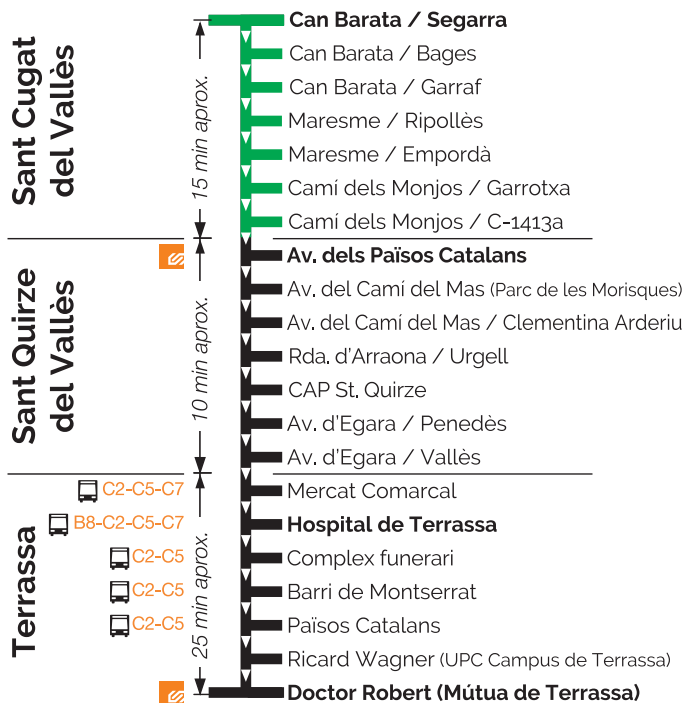 Sant Cugat
del Vallès
15 min aprox.
Can Barata / Segarra
Can Barata / Bages
Can Barata / Garraf
Maresme / Ripollès
Maresme / Empordà
Camí dels Monjos / Garrotxa
Camí dels Monjos / C-1413a
Sant Quirze
del Vallès
10 min aprox.
Av. dels Països Catalans
Av. del Camí del Mas (Parc de les Morisques)
Av. del Camí del Mas / Clementina Arderiu
Rda. d'Arraona / Urgell
CAP St. Quirze
Av. d'Egara / Penedès
Av. d'Egara / Vallès
Terrassa
25 min aprox.
C2-C5-C7 Mercat Comarcal
B8-C2-C5-C7 Hospital de Terrassa
C2-C5 Complex funerari
C2-C5 Barri de Montserrat
C2-C5 Països Catalans
Ricard Wagner (UPC Campus de Terrassa)
Doctor Robert (Mútua de Terrassa)